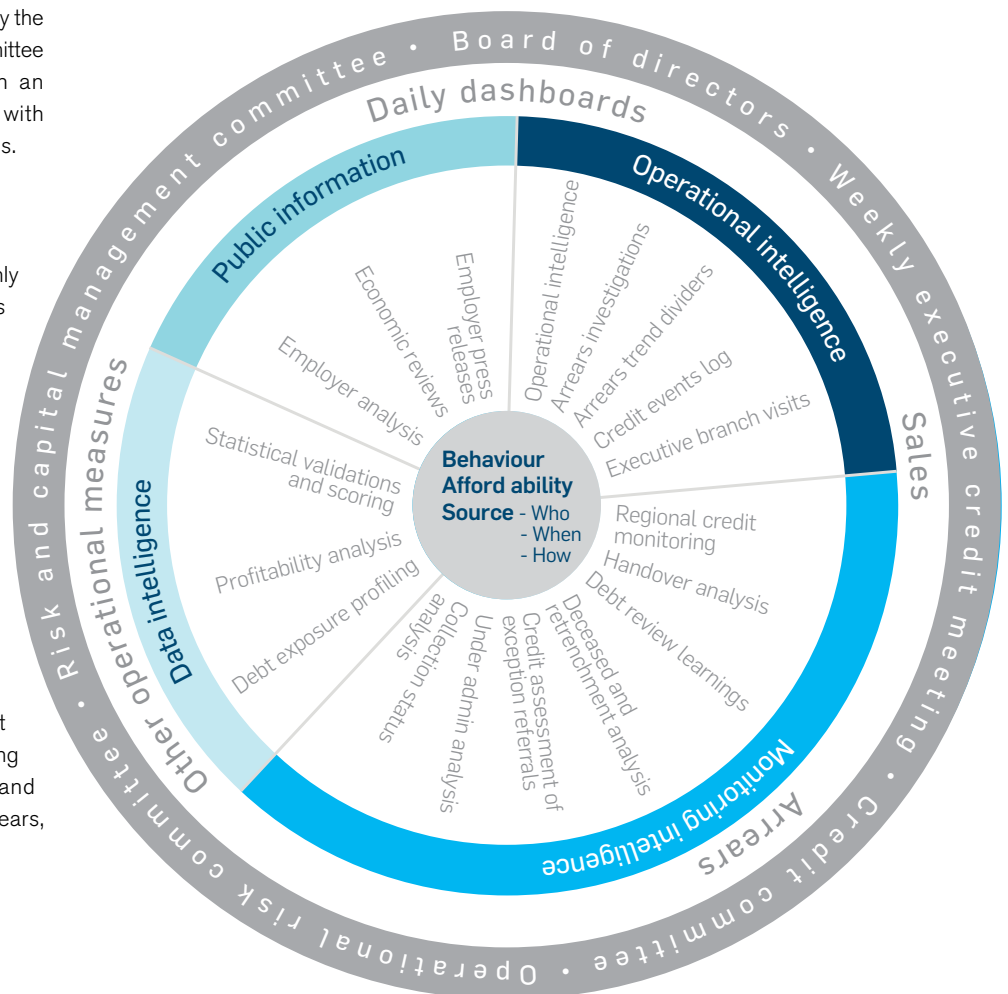 y the
nittee
n an
with
s.
nly
s
t
ing
and
ears,
Risk and capital management committee • Board of directors • Weekly executive credit meeting • Credit committee • Operational risk committee •
Daily dashboards
Sales
Arrears
Other operational measures
Public information
Employer analysis
Economic reviews
Employer press
releases
Operational intelligence
Operational intelligence
Arrears investigations
Arrears trend dividers
Credit events log
Executive branch visits
Monitoring intelligence
Regional credit
monitoring
Handover analysis
Debt review learnings
Deceased and
retrenchment analysis
Credit assessment of
exception referrals
Under admin analysis
Collection status
analysis
Data intelligence
Debt exposure profiling
Profitability analysis
Statistical validations
and scoring
Behaviour
Afford ability
Source - Who
- When
- How